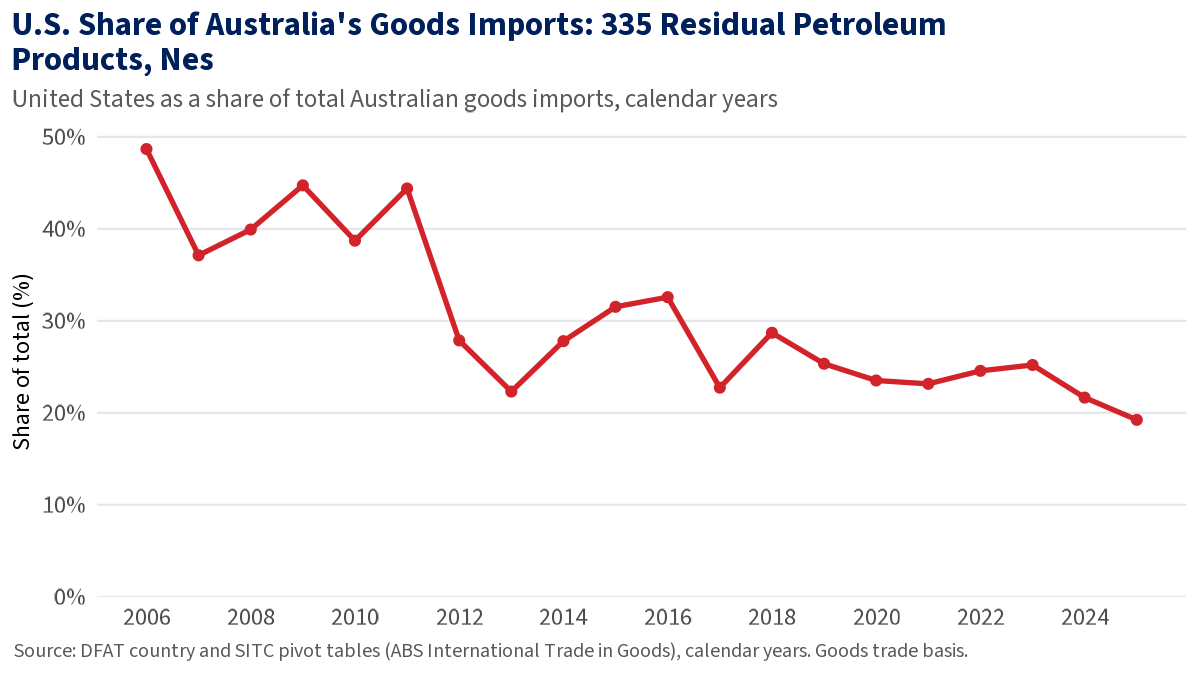 U.S. Share of Australia's Goods Imports: 335 Residual Petroleum
Products, Nes
United States as a share of total Australian goods imports, calendar years
Share of total (%)
50%
40%
30%
20%
10%
0%
2006 2008 2010 2012 2014 2016 2018 2020 2022 2024
Source: DFAT country and SITC pivot tables (ABS International Trade in Goods), calendar years. Goods trade basis.